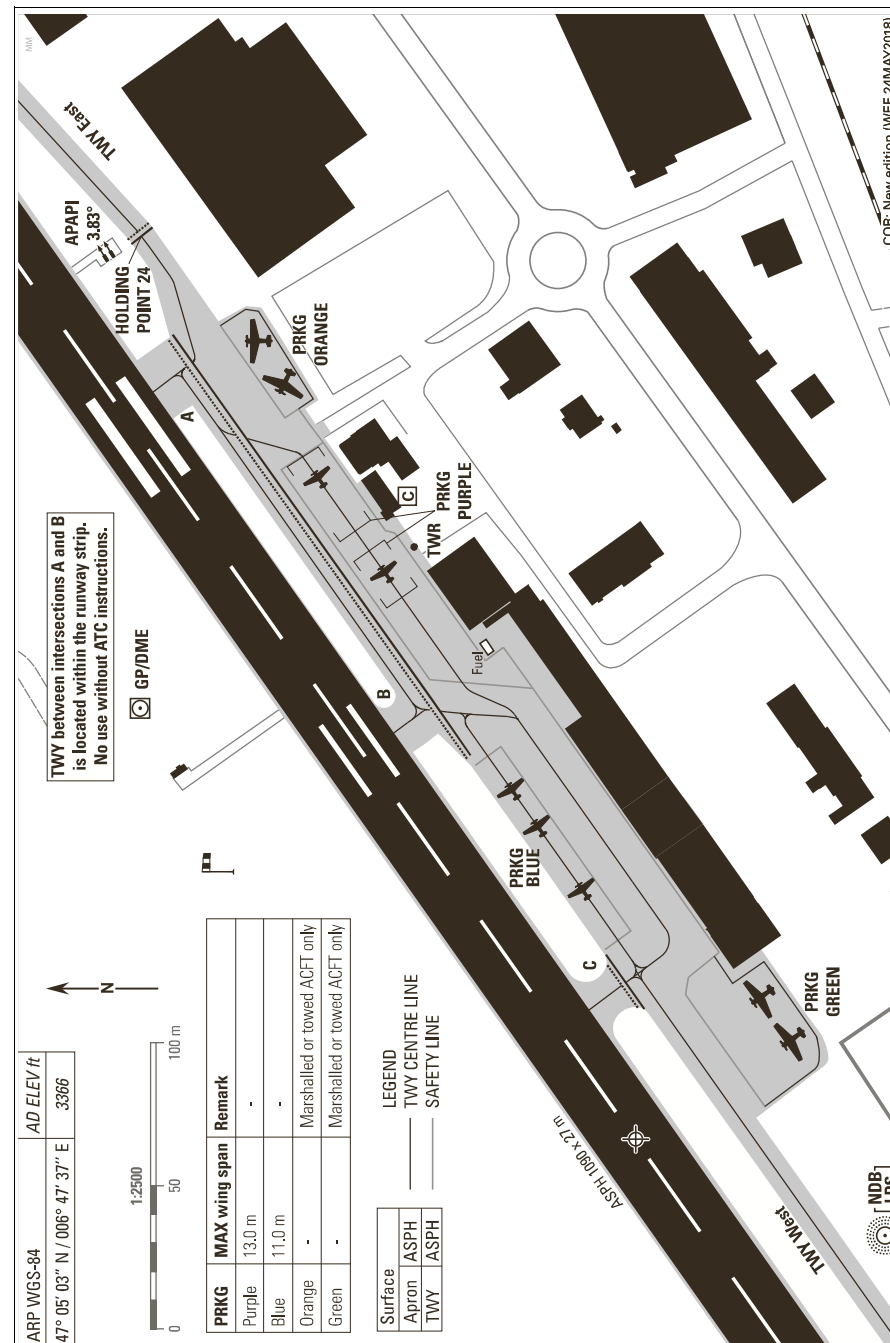 MM
TWY East
APAPI
3.83°
HOLDING
POINT 24
PRKG
ORANGE
A
TWY between intersections A and B
is located within the runway strip.
No use without ATC instructions.
GP/DME
C
PRKG
PURPLE
TWR
B
Fuel
PRKG
BLUE
C
PRKG
GREEN
COR: New edition (WEF 24MAY2018)
N
ARP WGS-84
AD ELEV ft
47° 05' 03'' N / 006° 47' 37'' E
3366
1:2500
0
50
100 m
PRKG MAX wing span Remark
Purple 13.0 m -
Blue 11.0 m -
Orange - Marshalled or towed ACFT only
Green - Marshalled or towed ACFT only
LEGEND
TWY CENTRE LINE
SAFETY LINE
Surface
Apron ASPH
TWY ASPH
ASPH 1090 x 27 m
TWY West
NDB